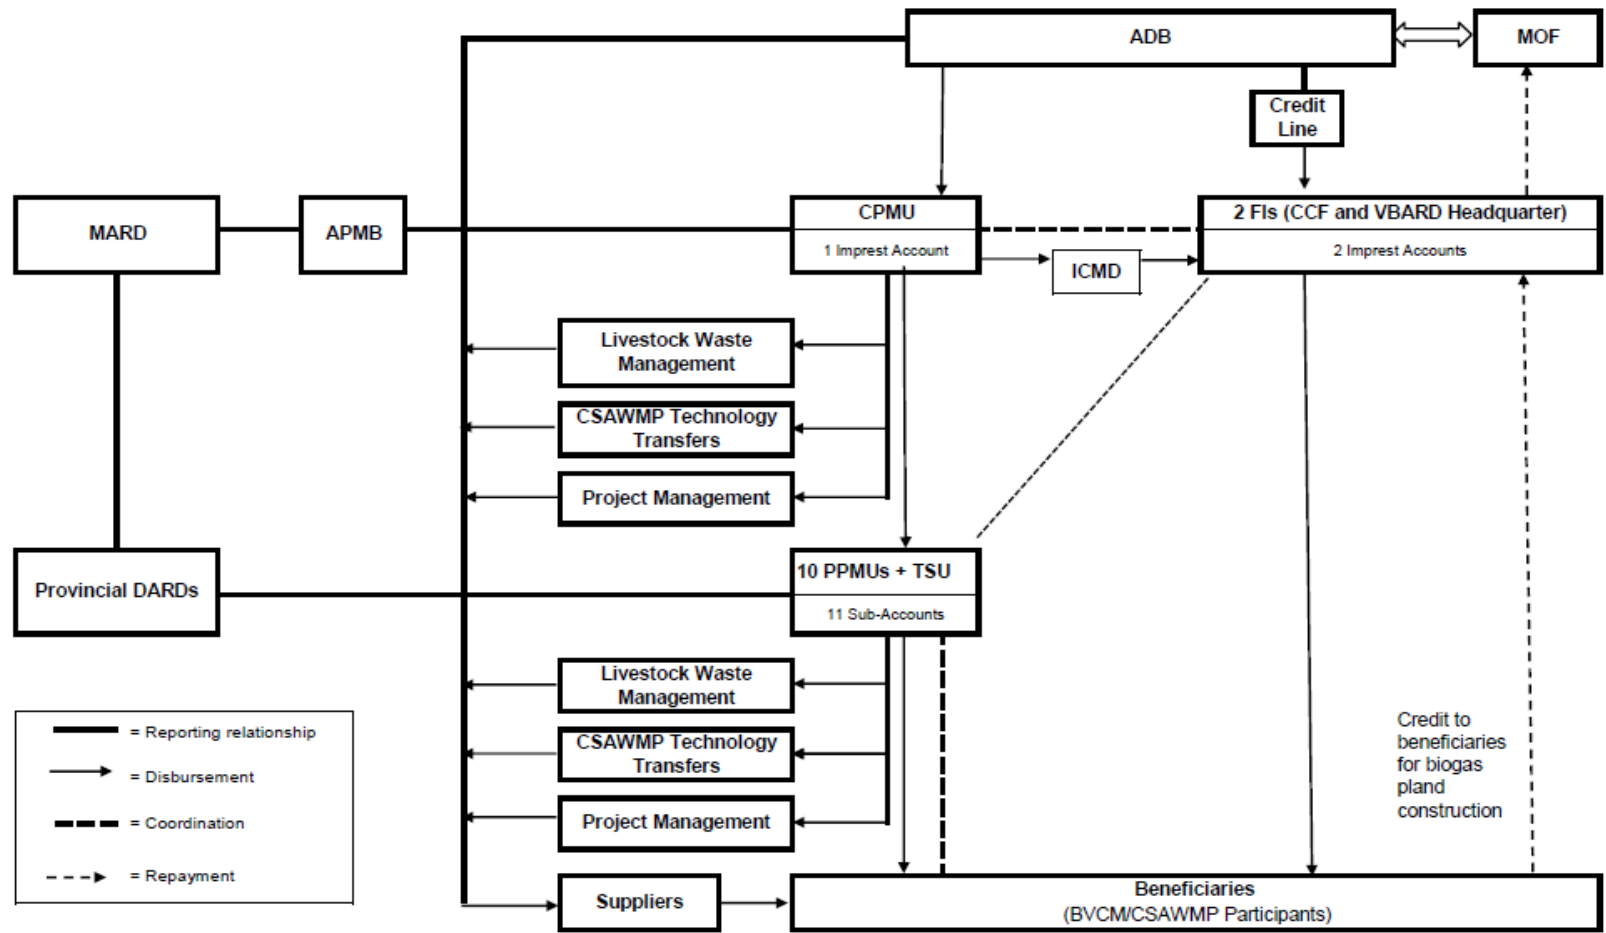 ADB
MOF
Credit
Line
MARD
APMB
CPMU
1 Imprest Account
2 FIs (CCF and VBARD Headquarter)
2 Imprest Accounts
ICMD
Livestock Waste
Management
CSAWMP Technology
Transfers
Project Management
Provincial DARDs
10 PPMUs + TSU
11 Sub-Accounts
Livestock Waste
Management
CSAWMP Technology
Transfers
Project Management
= Reporting relationship
= Disbursement
= Coordination
= Repayment
Credit to
beneficiaries
for biogas
pland
construction
Suppliers
Beneficiaries
(BVCM/CSAWMP Participants)